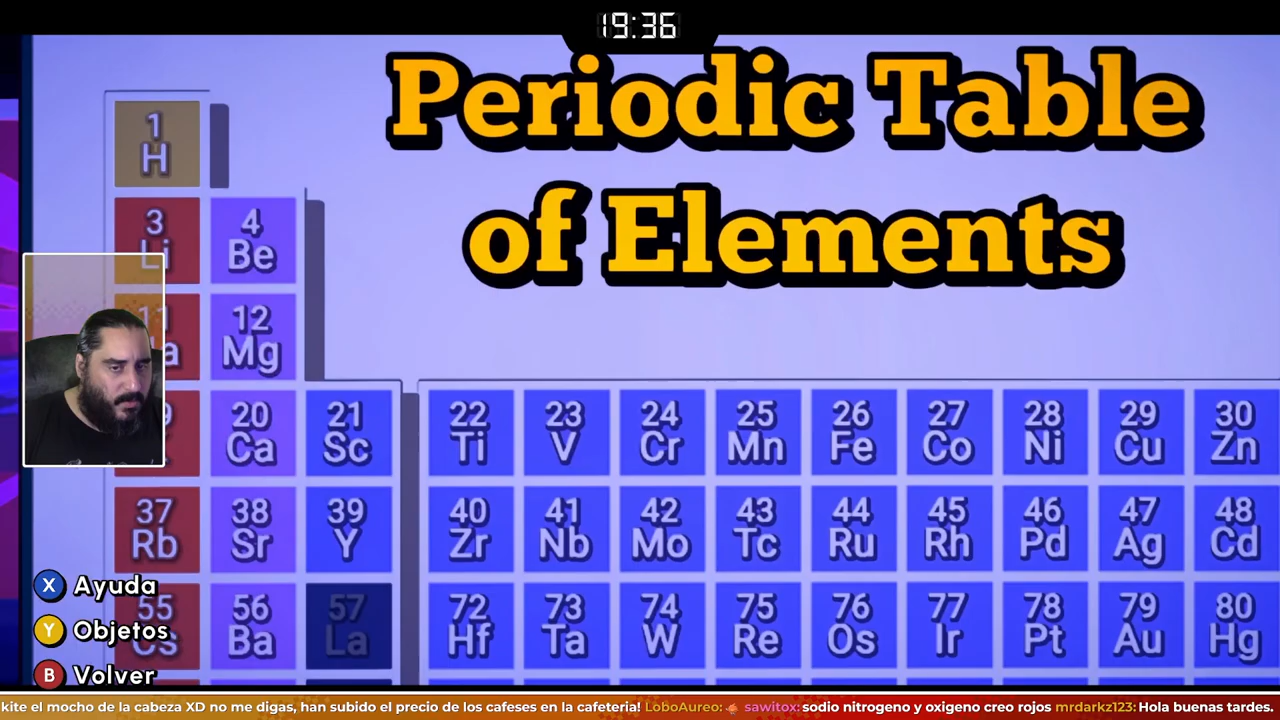 19:36
Periodic Table
of Elements
1
H
3
Li
4
Be
11
a
12
Mg
20
Ca
21
Sc
22
Ti
23
V
24
Cr
25
Mn
26
Fe
27
Co
28
Ni
29
Cu
30
Zn
37
Rb
38
Sr
39
Y
40
Zr
41
Nb
42
Mo
43
Tc
44
Ru
45
Rh
46
Pd
47
Ag
48
Cd
55
Cs
56
Ba
57
La
72
Hf
73
Ta
74
W
75
Re
76
Os
77
Ir
78
Pt
79
Au
80
Hg
X Ayuda
Y Objetos
B Volver
kite el mocho de la cabeza XD no me digas, han subido el precio de los cafeses en la cafeteria! LoboAureo: sawitox: sodio nitrogeno y oxigeno creo rojos mrdarkz123: Hola buenas tardes.